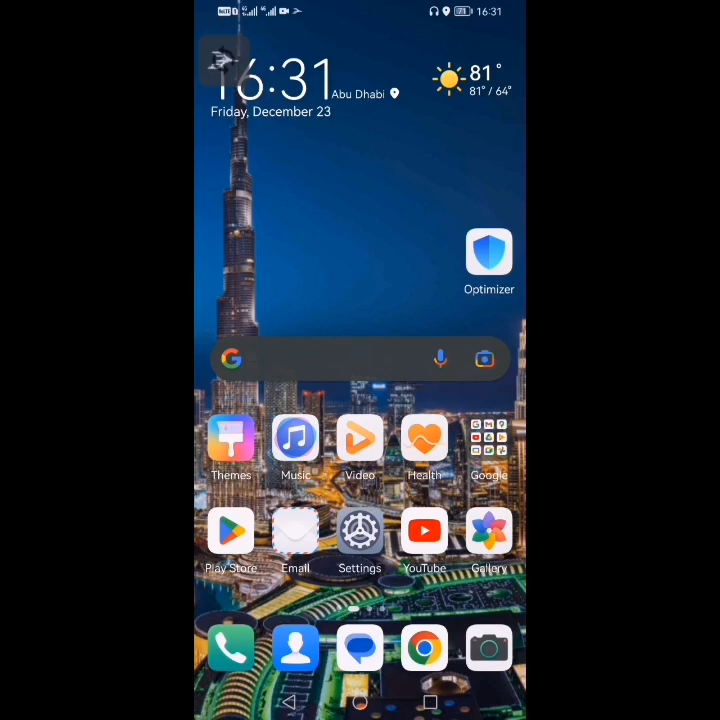 16:31
16:31
Abu Dhabi
Friday, December 23
81°
81° / 64°
Optimizer
Themes
Music
Video
Health
Google
Play Store
Email
Settings
YouTube
Gallery